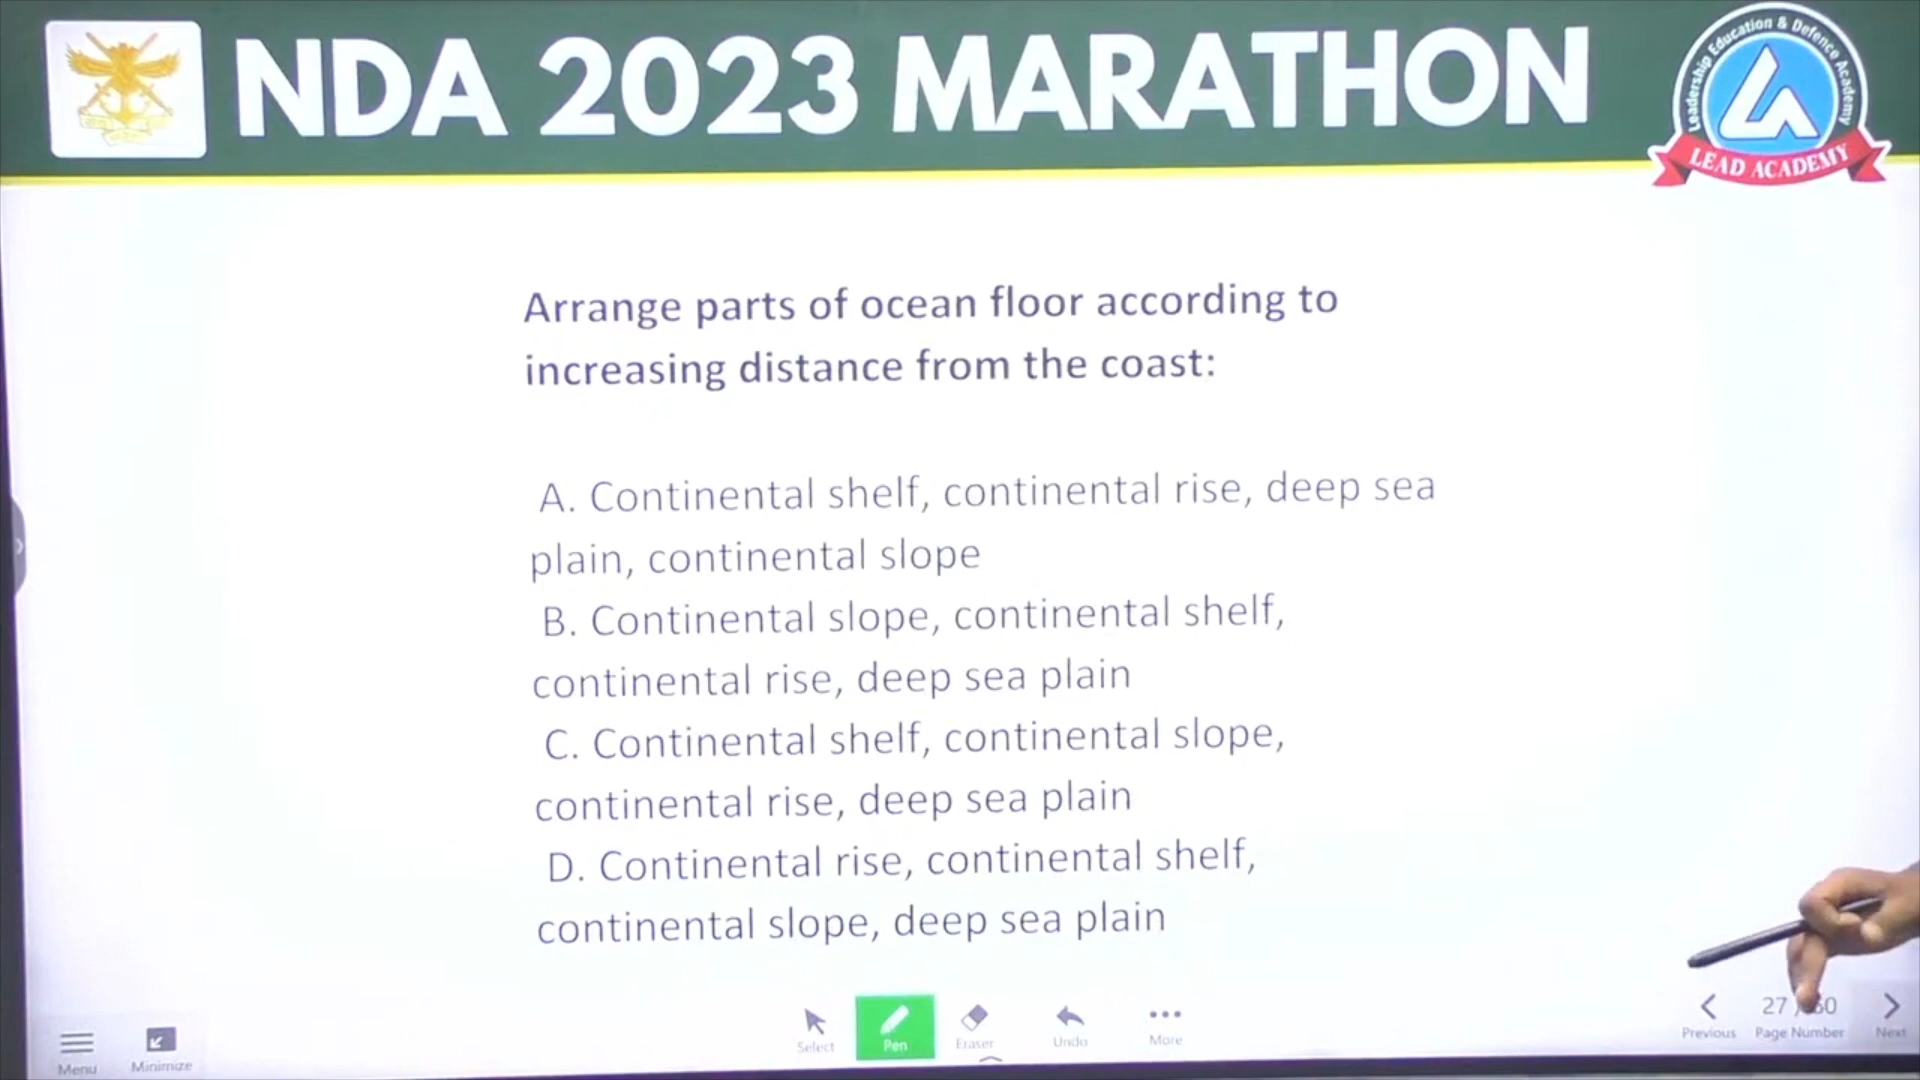 NDA 2023 MARATHON
Leadership Education & Defence Academy
LEAD ACADEMY
Arrange parts of ocean floor according to
increasing distance from the coast:
A. Continental shelf, continental rise, deep sea
plain, continental slope
B. Continental slope, continental shelf,
continental rise, deep sea plain
C. Continental shelf, continental slope,
continental rise, deep sea plain
D. Continental rise, continental shelf,
continental slope, deep sea plain
Menu
Minimize
Select
Pen
Eraser
Undo
More
27
Previous
Page Number
Next